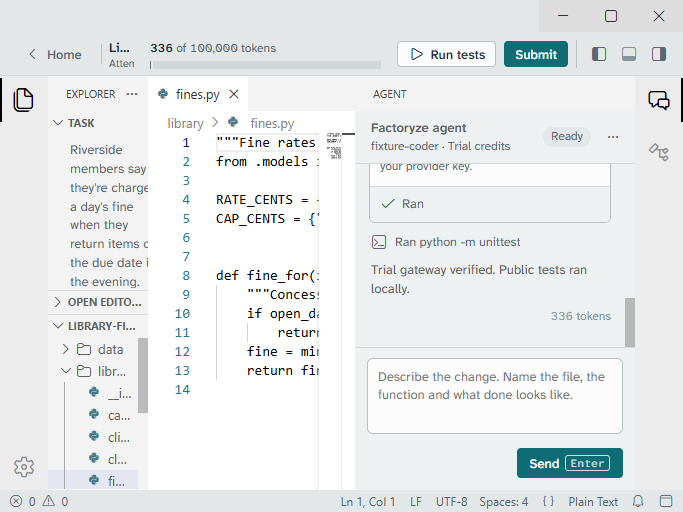 Home
Li...
Atten
336 of 100,000 tokens
Run tests
Submit
EXPLORER
TASK
Riverside
members say
they're charge
a day's fine
when they
return items o
the due date i
the evening.
OPEN EDITO...
LIBRARY-FI...
data
libr...
__i...
ca...
cli...
cl...
fi...
fines.py
library > fines.py
1 """Fine rates
2 from .models i
3
4 RATE_CENTS = {
5 CAP_CENTS = {"
6
7
8 def fine_for(i
9 """Concess
10 if open_da
11 return
12 fine = min
13 return fin
14
AGENT
Factoryze agent
fixture-coder · Trial credits
Ready
your provider key.
Ran
Ran python -m unittest
Trial gateway verified. Public tests ran
locally.
336 tokens
Describe the change. Name the file, the
function and what done looks like.
Send Enter
0 0
Ln 1, Col 1
LF
UTF-8
Spaces: 4
{ }
Plain Text